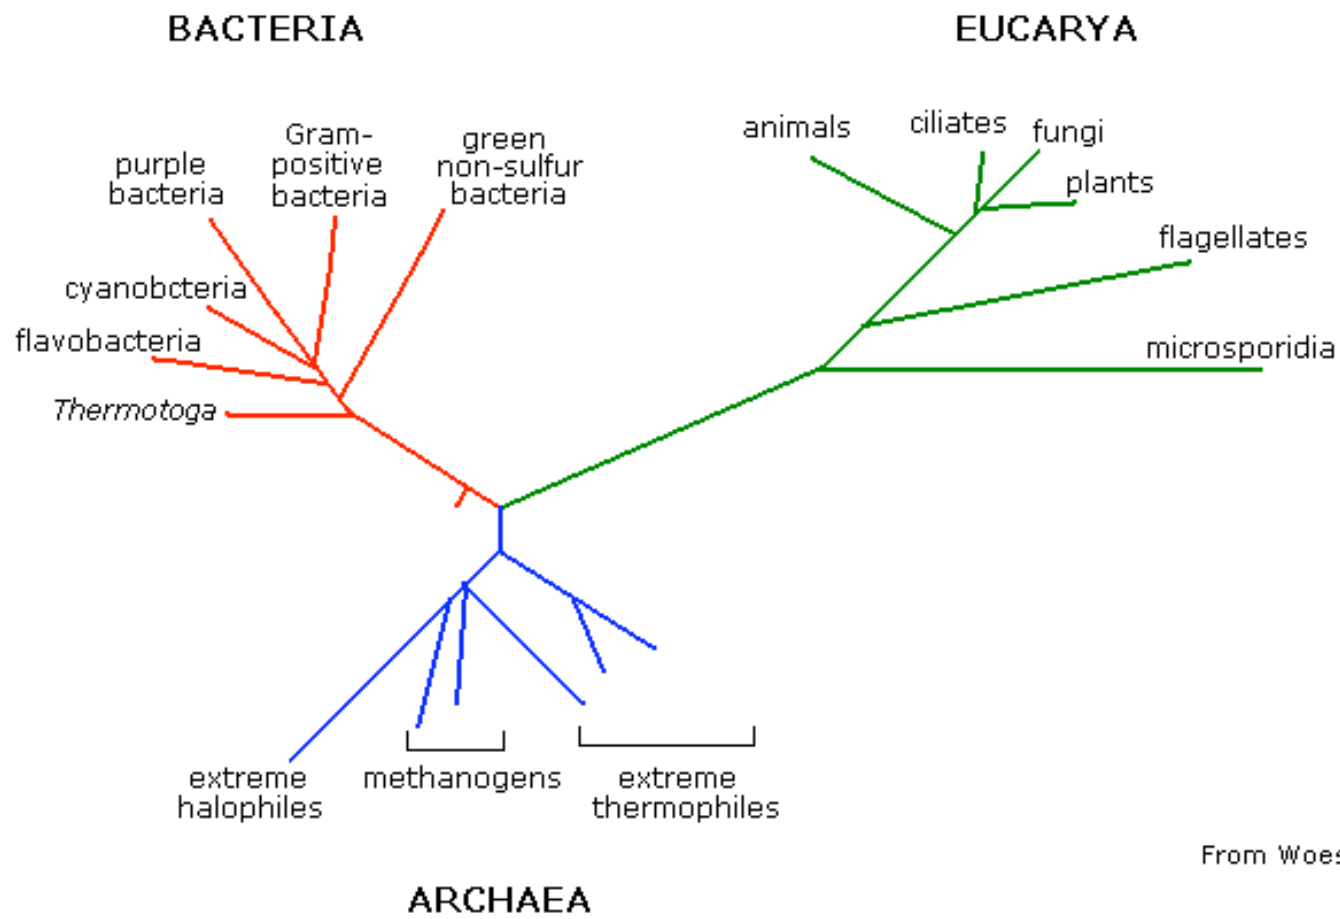 BACTERIA
EUCARYA
purple
bacteria
Gram-
positive
bacteria
green
non-sulfur
bacteria
cyanobcteria
flavobacteria
Thermotoga
animals
ciliates
fungi
plants
flagellates
microsporidia
extreme
halophiles
methanogens
extreme
thermophiles
From Woes
ARCHAEA